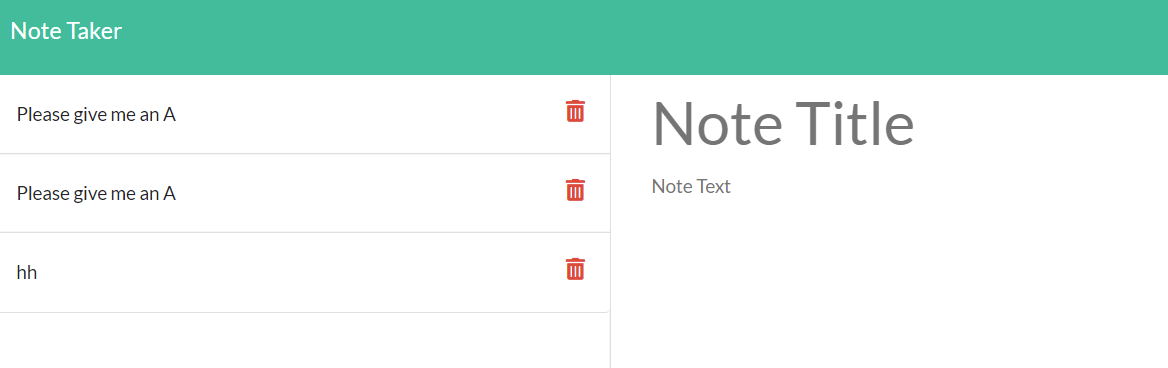 Note Taker
Please give me an A
Please give me an A
hh
Note Title
Note Text